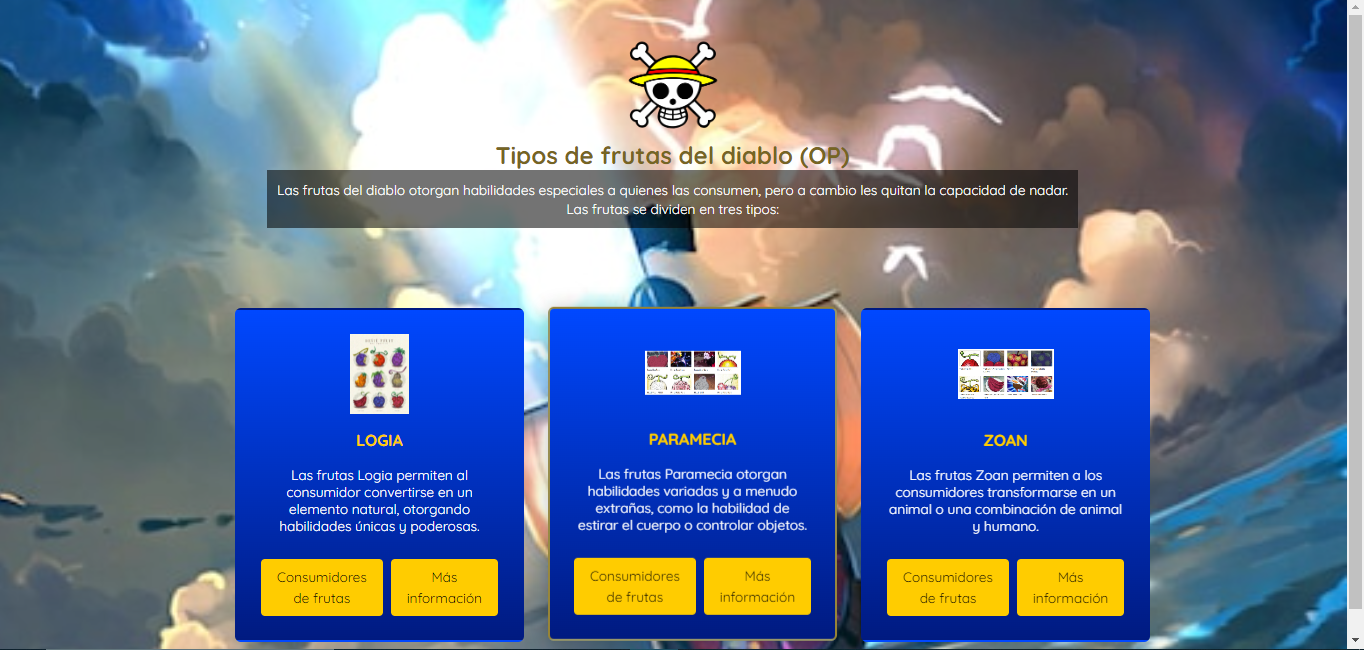 Tipos de frutas del diablo (OP)
Las frutas del diablo otorgan habilidades especiales a quienes las consumen, pero a cambio les quitan la capacidad de nadar.
Las frutas se dividen en tres tipos:
LOGIA
Las frutas Logia permiten al
consumidor convertirse en un
elemento natural, otorgando
habilidades únicas y poderosas.
Consumidores
de frutas
Más
información
PARAMECIA
Las frutas Paramecia otorgan
habilidades variadas y a menudo
extrañas, como la habilidad de
estirar el cuerpo o controlar objetos.
Consumidores
de frutas
Más
información
ZOAN
Las frutas Zoan permiten a los
consumidores transformarse en un
animal o una combinación de animal
y humano.
Consumidores
de frutas
Más
información